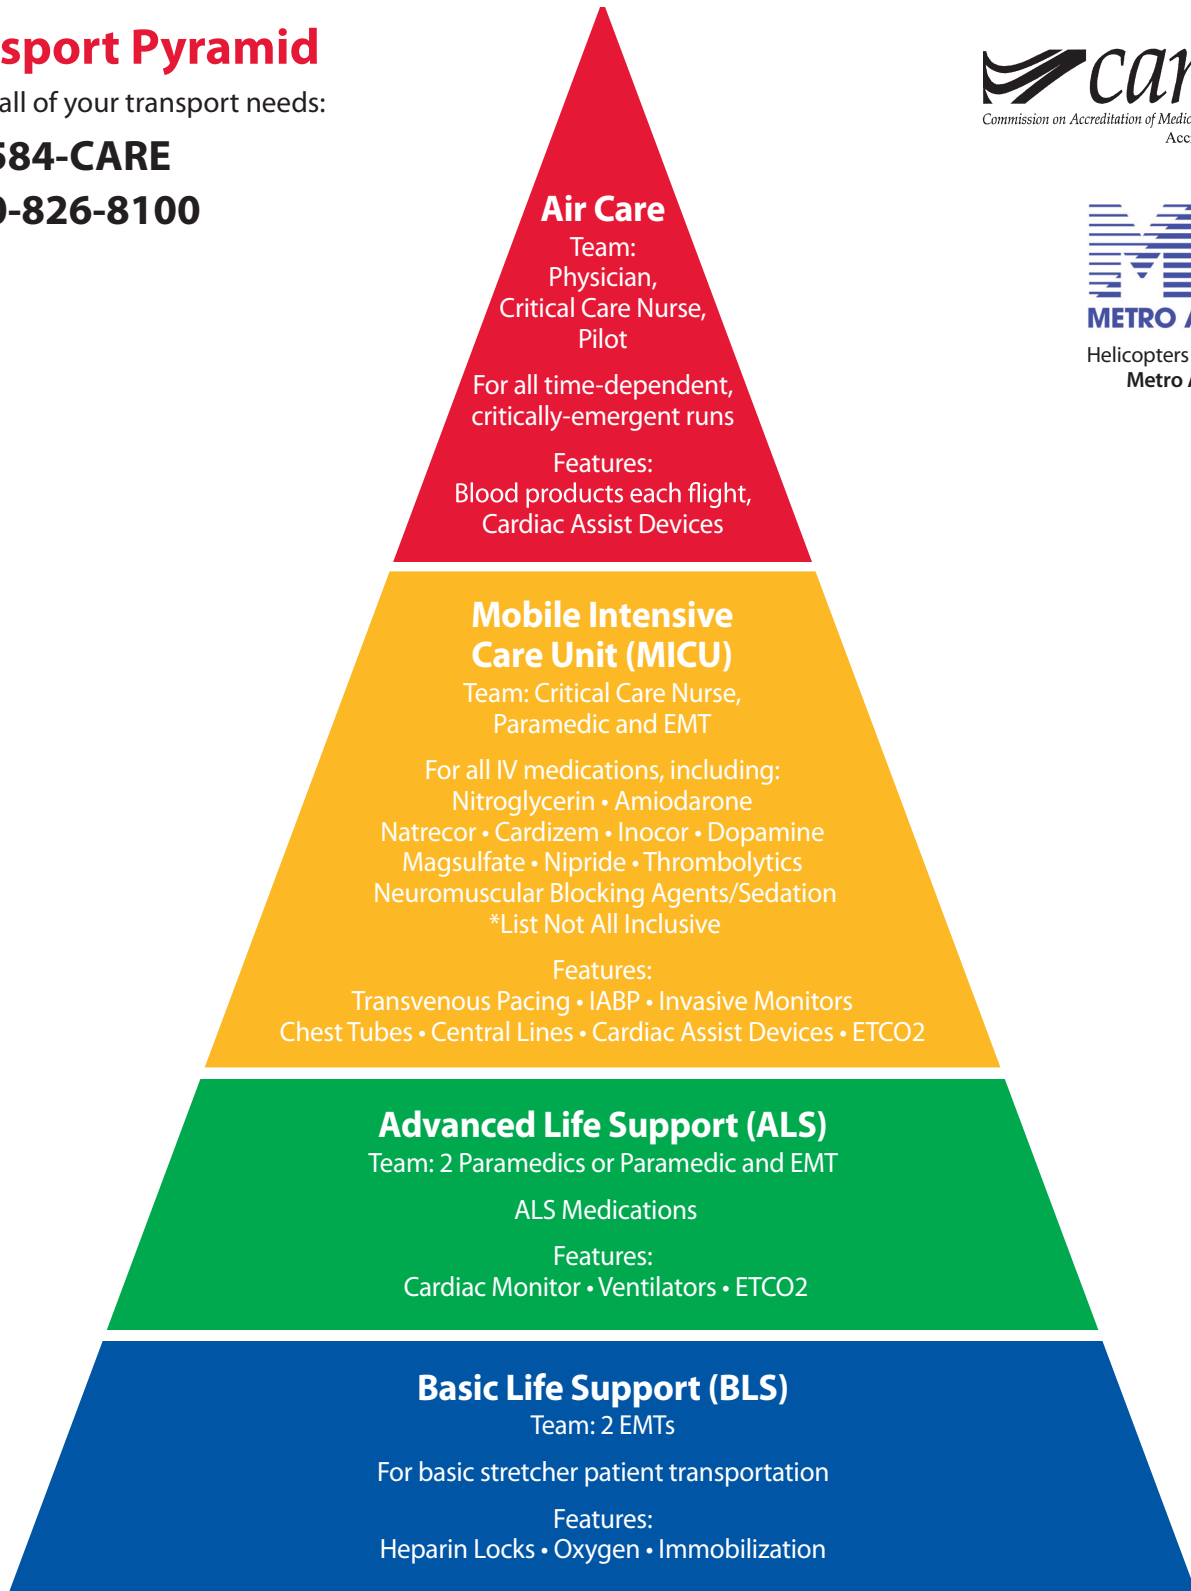 sport Pyramid
all of your transport needs:
584-CARE
0-826-8100
car
Commission on Accreditation of Medic
Acc
METRO A
Helicopters
Metro A
Air Care
Team:
Physician,
Critical Care Nurse,
Pilot
For all time-dependent,
critically-emergent runs
Features:
Blood products each flight,
Cardiac Assist Devices
Mobile Intensive
Care Unit (MICU)
Team: Critical Care Nurse,
Paramedic and EMT
For all IV medications, including:
Nitroglycerin • Amiodarone
Natrecor • Cardizem • Inocor • Dopamine
Magsulfate • Nipride • Thrombolytics
Neuromuscular Blocking Agents/Sedation
*List Not All Inclusive
Features:
Transvenous Pacing • IABP • Invasive Monitors
Chest Tubes • Central Lines • Cardiac Assist Devices • ETCO2
Advanced Life Support (ALS)
Team: 2 Paramedics or Paramedic and EMT
ALS Medications
Features:
Cardiac Monitor • Ventilators • ETCO2
Basic Life Support (BLS)
Team: 2 EMTs
For basic stretcher patient transportation
Features:
Heparin Locks • Oxygen • Immobilization